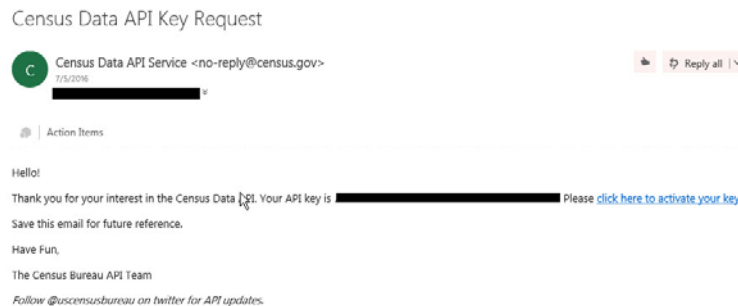 Census Data API Key Request
C
Census Data API Service <no-reply@census.gov>
Reply all
7/5/2016
Action Items
Hello!
Thank you for your interest in the Census Data API. Your API key is Please click here to activate your key
Save this email for future reference.
Have Fun,
The Census Bureau API Team
Follow @uscensusbureau on twitter for API updates.